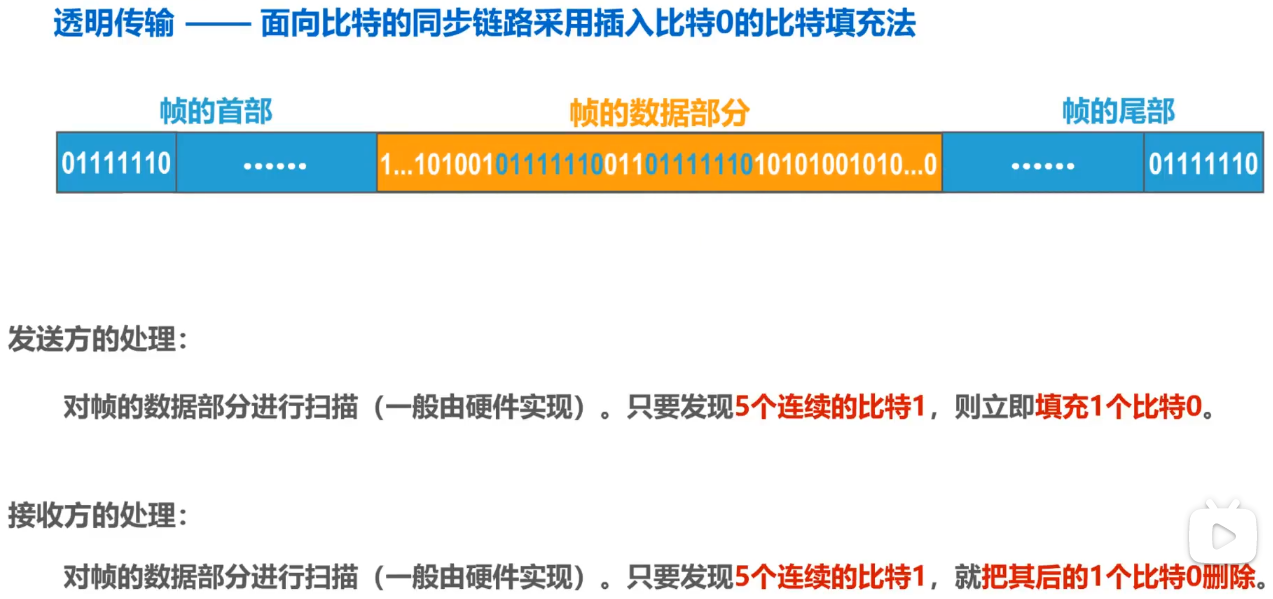 透明传输 —— 面向比特的同步链路采用插入比特0的比特填充法
帧的首部 帧的数据部分 帧的尾部
01111110 …… 1...101001011111100110111111010101001010...0 …… 01111110
发送方的处理：
对帧的数据部分进行扫描（一般由硬件实现）。只要发现5个连续的比特1，则立即填充1个比特0。
接收方的处理：
对帧的数据部分进行扫描（一般由硬件实现）。只要发现5个连续的比特1，就把其后的1个比特0删除。